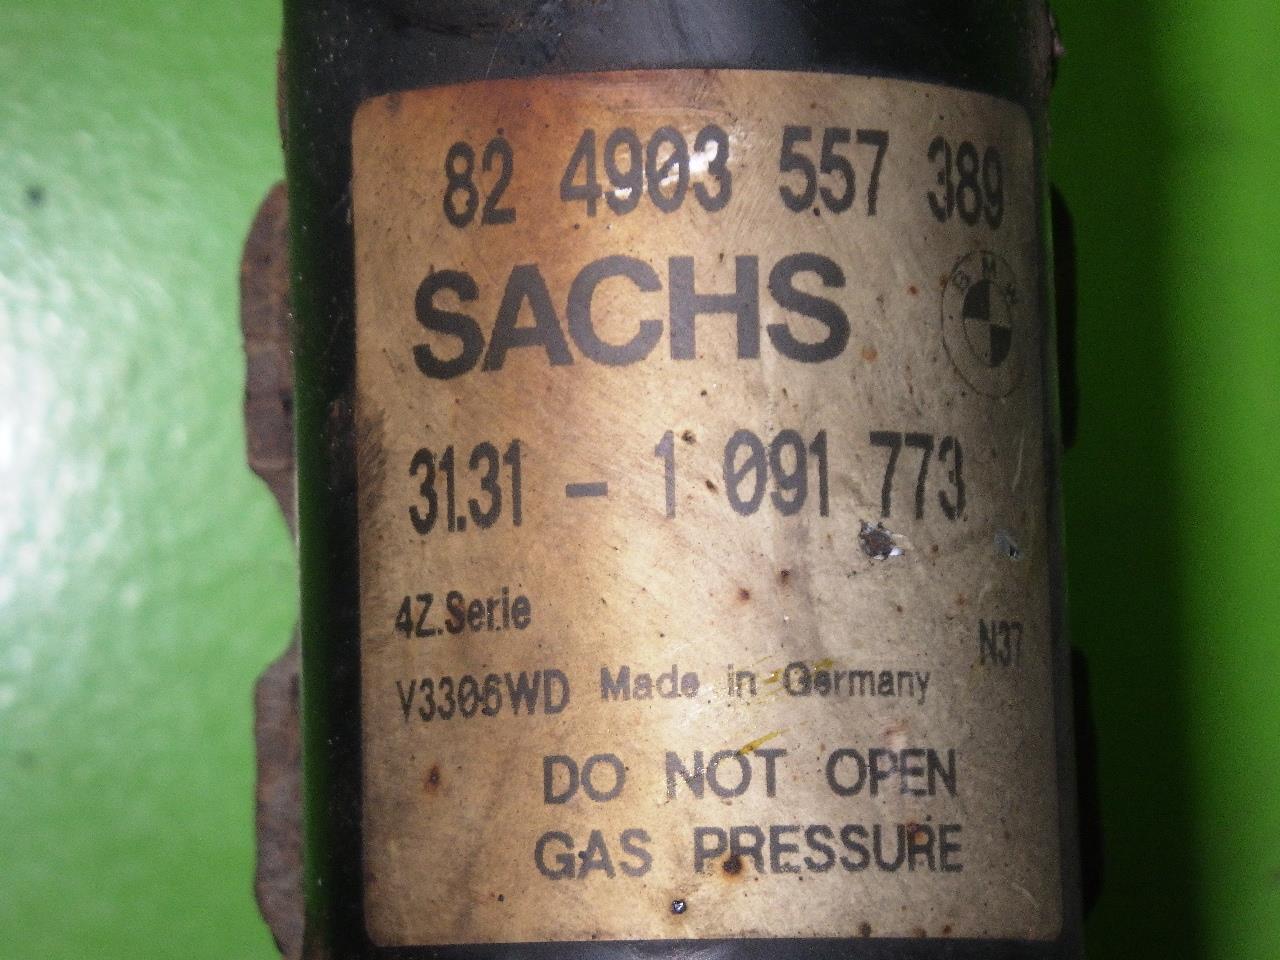 82 4903 557 389
SACHS
BMW
31.31 - 1 091 773
4Z.Serie
N37
V3306WD Made in Germany
DO NOT OPEN
GAS PRESSURE